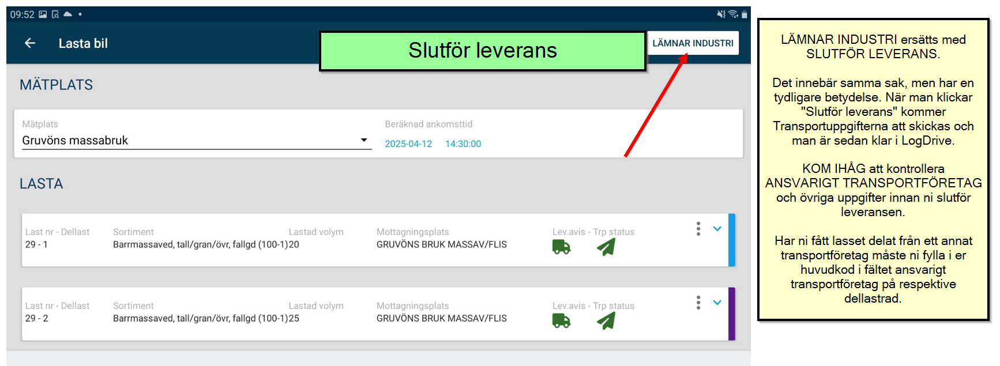 09:52
Lasta bil
Slutför leverans
LÄMNAR INDUSTRI
MÄTPLATS
Mätplats
Beräknad ankomsttid
Gruvöns massabruk
2025-04-12 14:30:00
LASTA
Last nr - Dellast Sortiment Lastad volym Mottagningsplats Lev.avis - Trp status
29 - 1 Barrmassaved, tall/gran/övr, fallgd (100-1) 20 GRUVÖNS BRUK MASSAV/FLIS
Last nr - Dellast Sortiment Lastad volym Mottagningsplats Lev.avis - Trp status
29 - 2 Barrmassaved, tall/gran/övr, fallgd (100-1) 25 GRUVÖNS BRUK MASSAV/FLIS
LÄMNAR INDUSTRI ersätts med
SLUTFÖR LEVERANS.
Det innebär samma sak, men har en
tydligare betydelse. När man klickar
"Slutför leverans" kommer
Transportuppgifterna att skickas och
man är sedan klar i LogDrive.
KOM IHÅG att kontrollera
ANSVARIGT TRANSPORTFÖRETAG
och övriga uppgifter innan ni slutför
leveransen.
Har ni fått lasset delat från ett annat
transportföretag måste ni fylla i er
huvudkod i fältet ansvarigt
transportföretag på respektive
dellastrad.